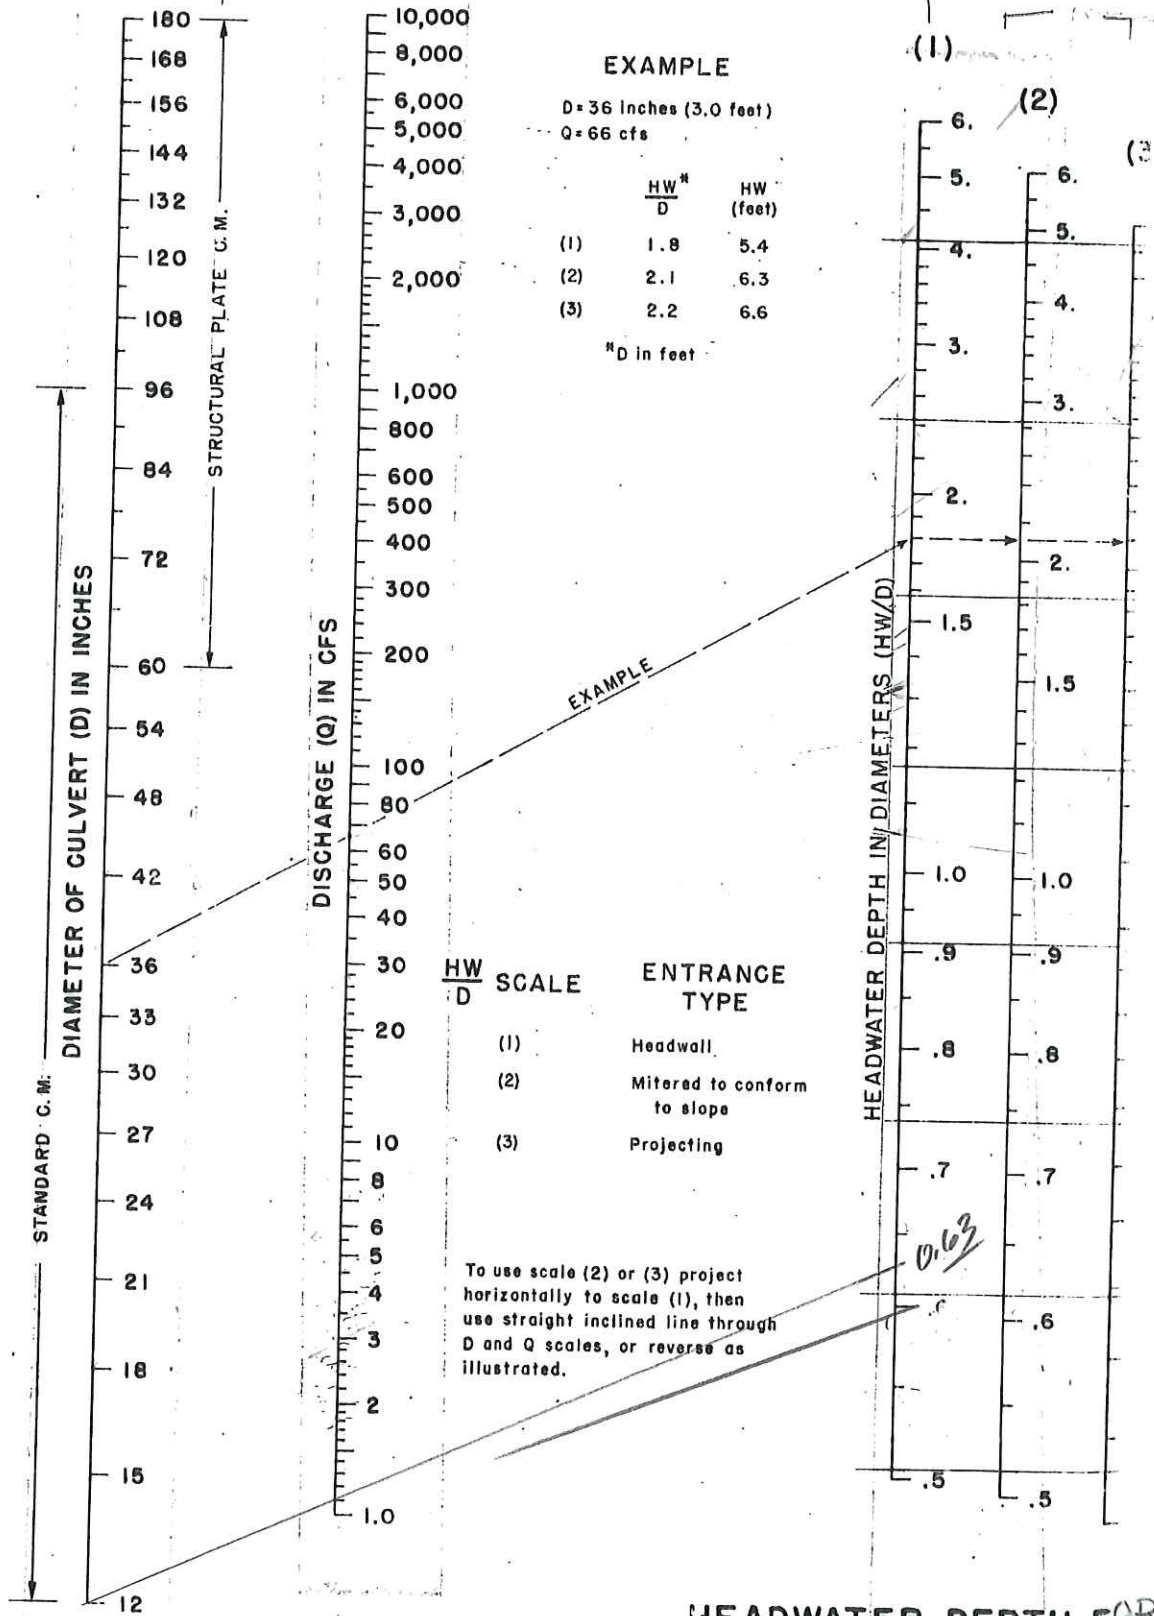 180
168
156
144
132
120
108
96
84
72
60
54
48
42
36
33
30
27
24
21
18
15
12
DIAMETER OF CULVERT (D) IN INCHES
STANDARD C. M.
STRUCTURAL PLATE C. M.
10,000
8,000
6,000
5,000
4,000
3,000
2,000
1,000
800
600
500
400
300
200
100
80
60
50
40
30
20
10
8
6
5
4
3
2
1.0
DISCHARGE (Q) IN CFS
EXAMPLE
D=36 inches (3.0 feet)
Q=66 cfs
HW* HW
D (feet)
(1) 1.8 5.4
(2) 2.1 6.3
(3) 2.2 6.6
*D in feet
EXAMPLE
HW SCALE ENTRANCE
D TYPE
(1) Headwall
(2) Mitered to conform
to slope
(3) Projecting
To use scale (2) or (3) project
horizontally to scale (1), then
use straight inclined line through
D and Q scales, or reverse as
illustrated.
HEADWATER DEPTH IN DIAMETERS (HW/D)
(1)
6.
5.
4.
3.
2.
1.5
1.0
.9
.8
.7
0.63
.5
(2)
6.
5.
4.
3.
2.
1.5
1.0
.9
.8
.7
.6
.5
HEADWATER DEPTH